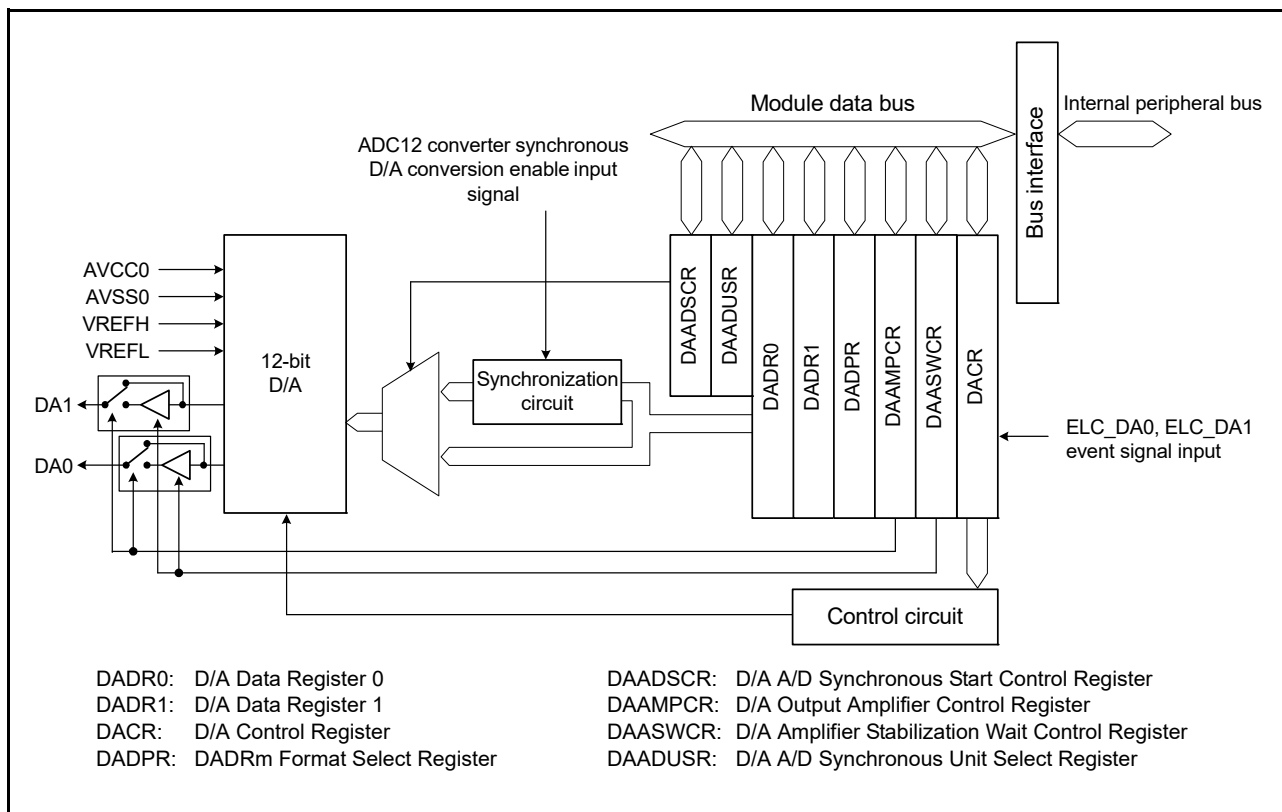 Module data bus
Internal peripheral bus
Bus interface
ADC12 converter synchronous
D/A conversion enable input
signal
AVCC0
AVSS0
VREFH
VREFL
12-bit
D/A
DA1
DA0
Synchronization
circuit
DAADSCR
DAADUSR
DADR0
DADR1
DADPR
DAAMPCR
DAASWCR
DACR
ELC_DA0, ELC_DA1
event signal input
Control circuit
DADR0: D/A Data Register 0
DADR1: D/A Data Register 1
DACR: D/A Control Register
DADPR: DADRm Format Select Register
DAADSCR: D/A A/D Synchronous Start Control Register
DAAMPCR: D/A Output Amplifier Control Register
DAASWCR: D/A Amplifier Stabilization Wait Control Register
DAADUSR: D/A A/D Synchronous Unit Select Register